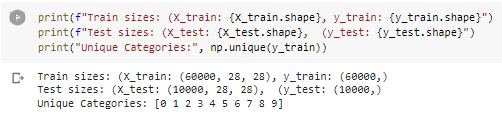 print(f"Train sizes: (X_train: {X_train.shape}, y_train: {y_train.shape}")
print(f"Test sizes: (X_test: {X_test.shape},  (y_test: {y_test.shape}")
print("Unique Categories:", np.unique(y_train))
Train sizes: (X_train: (60000, 28, 28), y_train: (60000,)
Test sizes: (X_test: (10000, 28, 28),  (y_test: (10000,)
Unique Categories: [0 1 2 3 4 5 6 7 8 9]